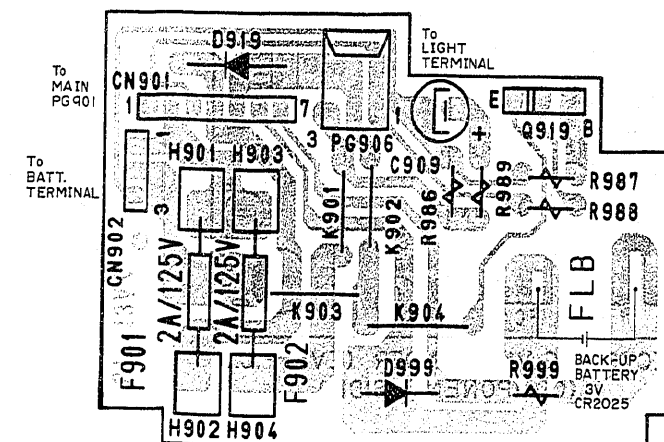 To
LIGHT
TERMINAL
D919
To
MAIN
PG901
CN901
1
7
3
PG906
1
E
Q919
B
+
To
BATT.
TERMINAL
1
3
CN902
H901
H903
C909
K901
K902
R986
R989
R987
R988
2A/125V
2A/125V
K903
K904
FLB
F901
F902
H902
H904
D999
R999
BACK-UP
BATTERY
3V
CR2025